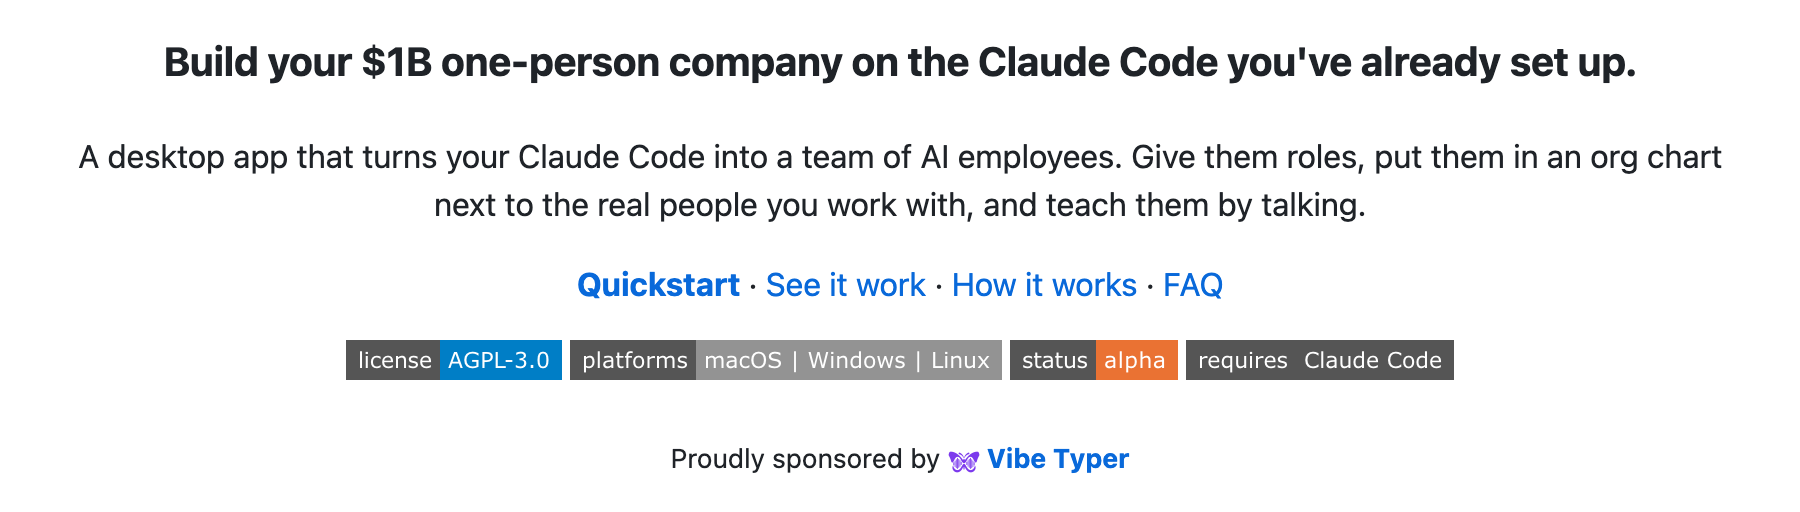 Build your $1B one-person company on the Claude Code you've already set up.
A desktop app that turns your Claude Code into a team of AI employees. Give them roles, put them in an org chart
next to the real people you work with, and teach them by talking.
Quickstart · See it work · How it works · FAQ
license AGPL-3.0 platforms macOS | Windows | Linux status alpha requires Claude Code
Proudly sponsored by Vibe Typer